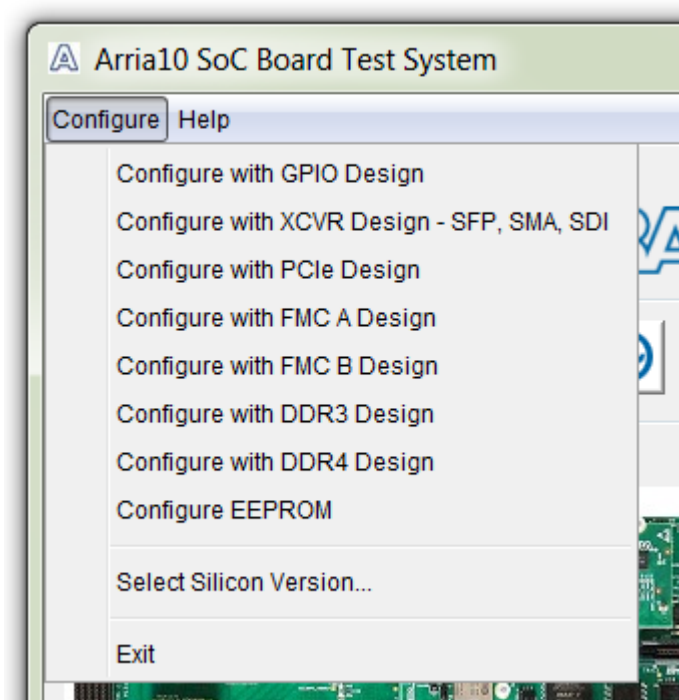 Arria10 SoC Board Test System
Configure Help
Configure with GPIO Design
Configure with XCVR Design - SFP, SMA, SDI
Configure with PCIe Design
Configure with FMC A Design
Configure with FMC B Design
Configure with DDR3 Design
Configure with DDR4 Design
Configure EEPROM
Select Silicon Version...
Exit